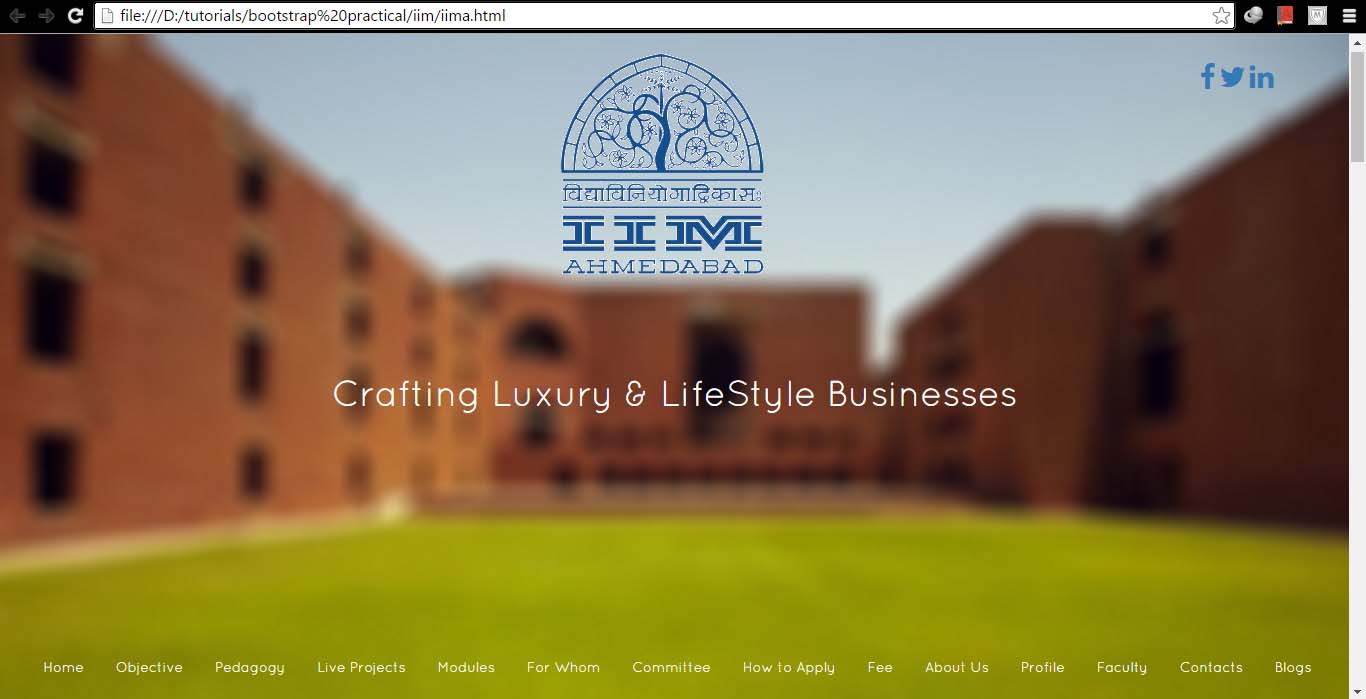 file:///D:/tutorials/bootstrap%20practical/iim/iima.html
विद्याविनियोगाद्विकासः
IIM
AHMEDABAD
Crafting Luxury & LifeStyle Businesses
Home Objective Pedagogy Live Projects Modules For Whom Committee How to Apply Fee About Us Profile Faculty Contacts Blogs